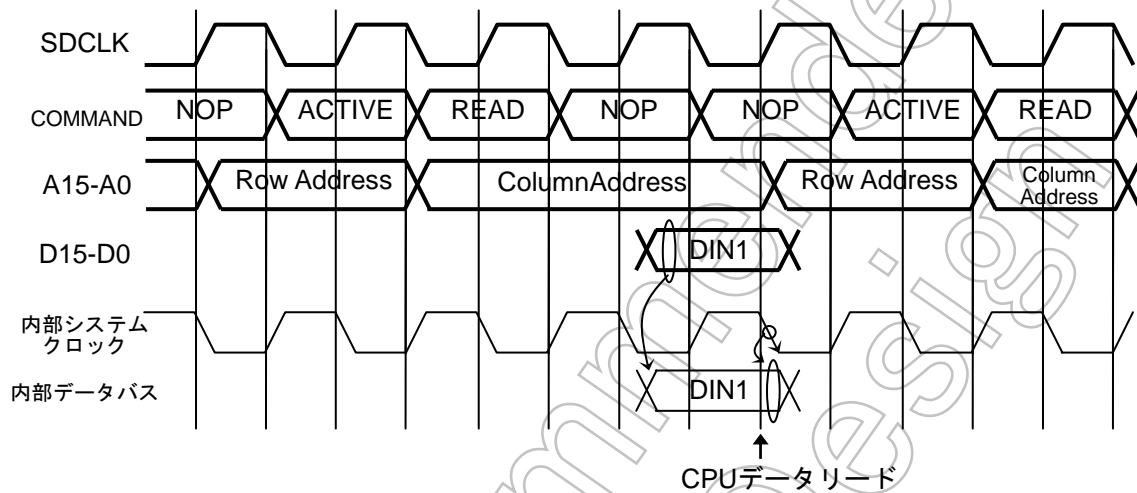 SDCLK
COMMAND NOP ACTIVE READ NOP NOP ACTIVE READ
A15-A0 Row Address ColumnAddress Row Address Column
Address
D15-D0 DIN1
内部システム
クロック
内部データバス DIN1
CPUデータリード